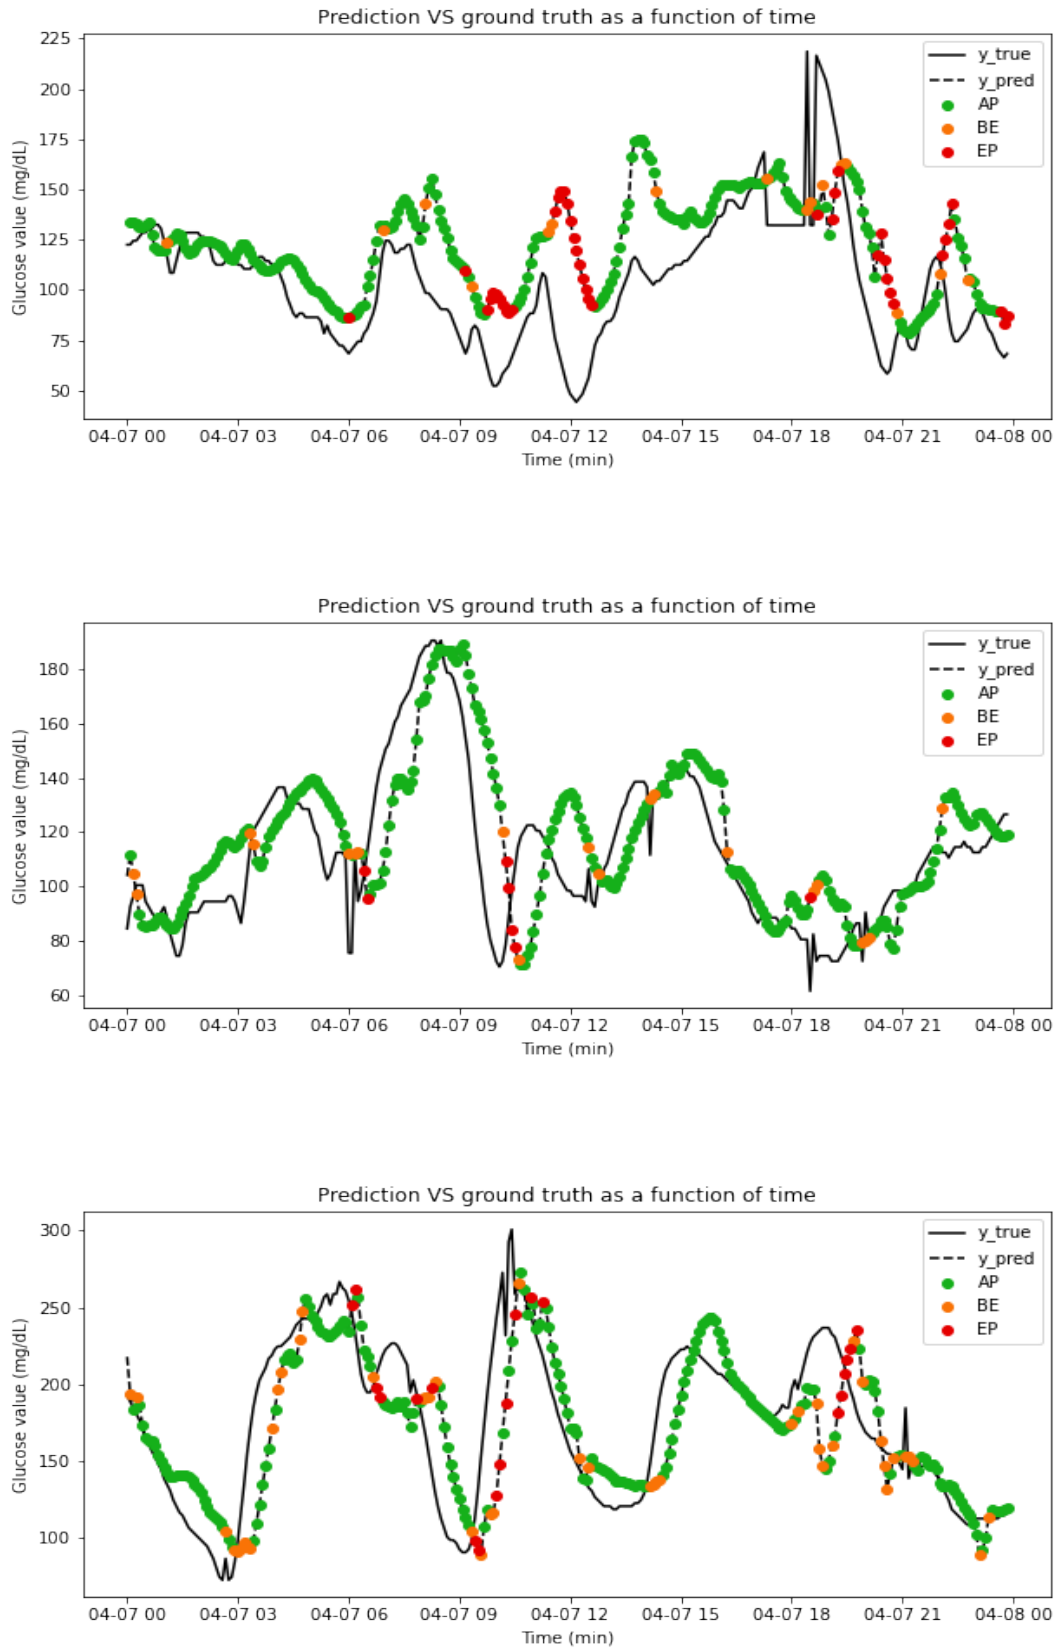 Prediction VS ground truth as a function of time
225
200
175
150
125
100
75
50
Glucose value (mg/dL)
y_true
y_pred
AP
BE
EP
04-07 00 04-07 03 04-07 06 04-07 09 04-07 12 04-07 15 04-07 18 04-07 21 04-08 00
Time (min)
Prediction VS ground truth as a function of time
180
160
140
120
100
80
60
Glucose value (mg/dL)
y_true
y_pred
AP
BE
EP
04-07 00 04-07 03 04-07 06 04-07 09 04-07 12 04-07 15 04-07 18 04-07 21 04-08 00
Time (min)
Prediction VS ground truth as a function of time
300
250
200
150
100
Glucose value (mg/dL)
y_true
y_pred
AP
BE
EP
04-07 00 04-07 03 04-07 06 04-07 09 04-07 12 04-07 15 04-07 18 04-07 21 04-08 00
Time (min)